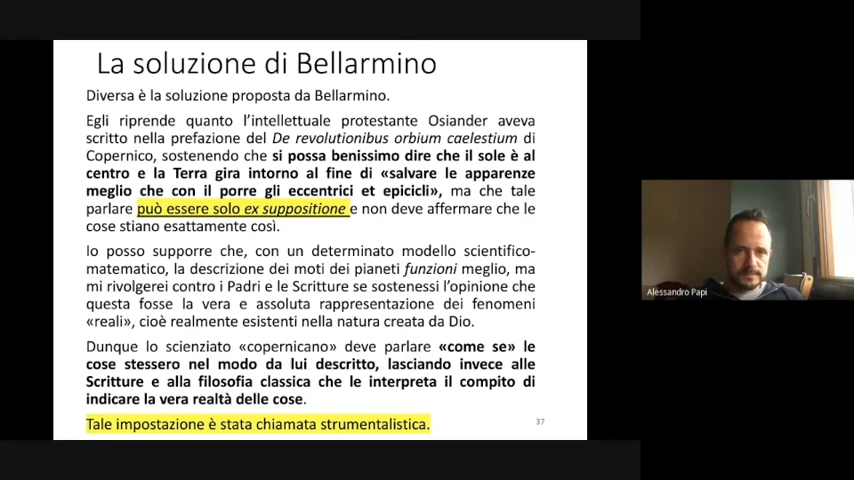 La soluzione di Bellarmino
Diversa è la soluzione proposta da Bellarmino.
Egli riprende quanto l'intellettuale protestante Osiander aveva
scritto nella prefazione del De revolutionibus orbium caelestium di
Copernico, sostenendo che si possa benissimo dire che il sole è al
centro e la Terra gira intorno al fine di «salvare le apparenze
meglio che con il porre gli eccentrici et epicicli», ma che tale
parlare può essere solo ex suppositione e non deve affermare che le
cose stiano esattamente così.
Io posso supporre che, con un determinato modello scientifico-
matematico, la descrizione dei moti dei pianeti funzioni meglio, ma
mi rivolgerei contro i Padri e le Scritture se sostenessi l'opinione che
questa fosse la vera e assoluta rappresentazione dei fenomeni
«reali», cioè realmente esistenti nella natura creata da Dio.
Dunque lo scienziato «copernicano» deve parlare «come se» le
cose stessero nel modo da lui descritto, lasciando invece alle
Scritture e alla filosofia classica che le interpreta il compito di
indicare la vera realtà delle cose.
Tale impostazione è stata chiamata strumentalistica.
37
Alessandro Papi